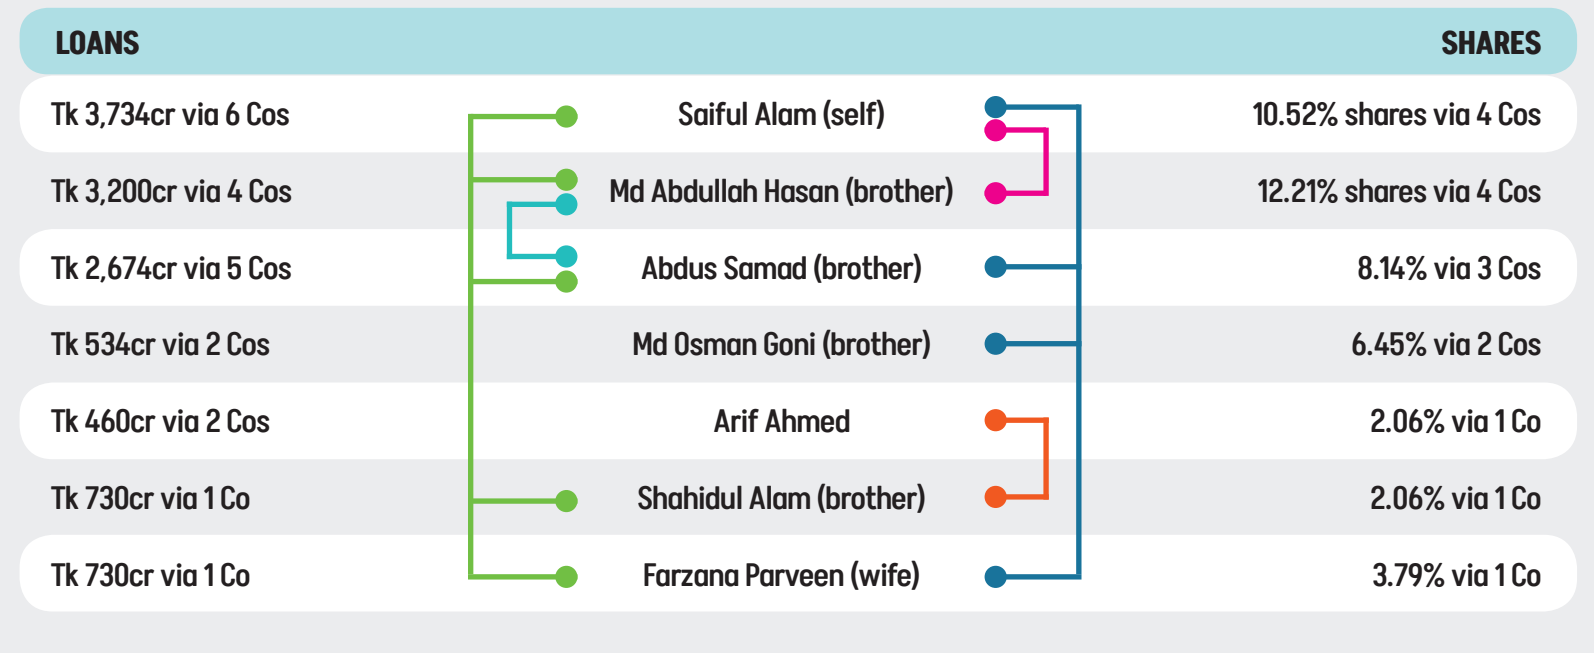 LOANS SHARES
Tk 3,734cr via 6 Cos Saiful Alam (self) 10.52% shares via 4 Cos
Tk 3,200cr via 4 Cos Md Abdullah Hasan (brother) 12.21% shares via 4 Cos
Tk 2,674cr via 5 Cos Abdus Samad (brother) 8.14% via 3 Cos
Tk 534cr via 2 Cos Md Osman Goni (brother) 6.45% via 2 Cos
Tk 460cr via 2 Cos Arif Ahmed 2.06% via 1 Co
Tk 730cr via 1 Co Shahidul Alam (brother) 2.06% via 1 Co
Tk 730cr via 1 Co Farzana Parveen (wife) 3.79% via 1 Co